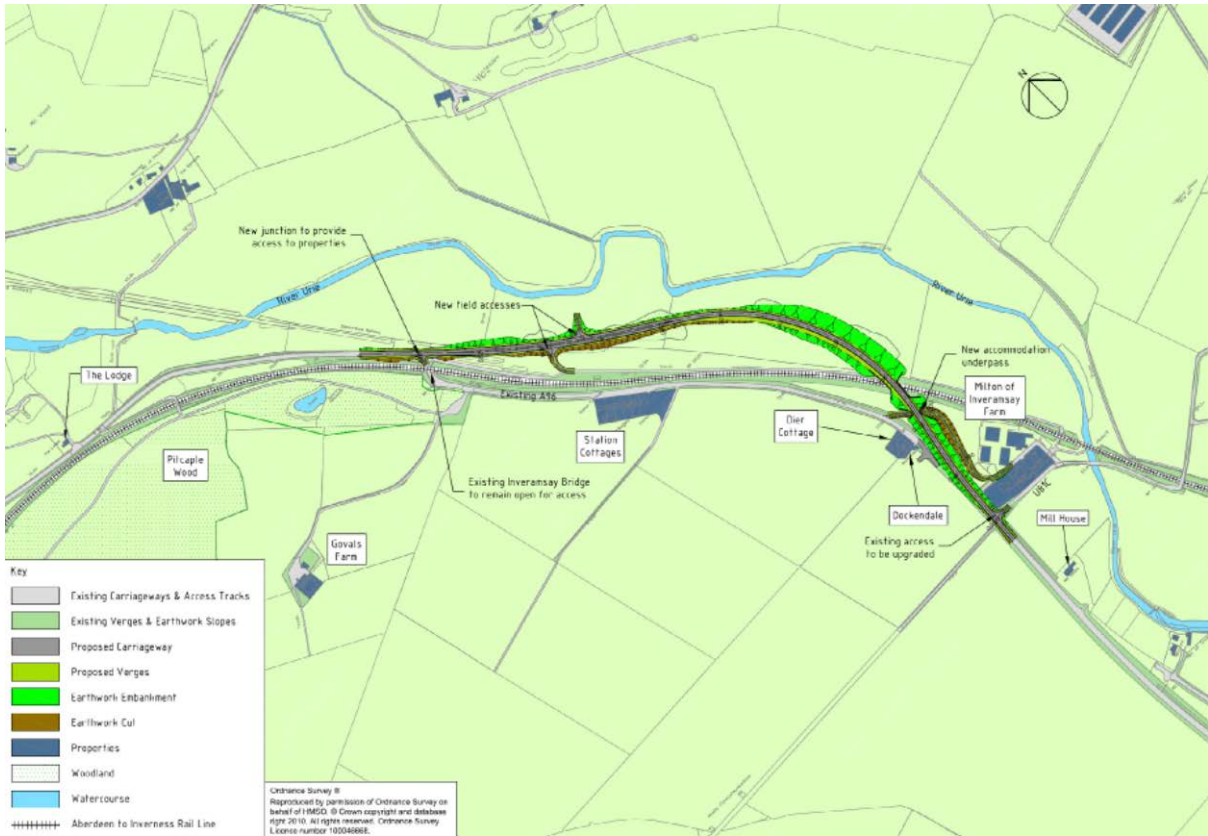 N
New junction to provide
access to properties
River Urie
New field accesses
River Urie
New accommodation
underpass
Milton of
Inveramsay
Farm
The Lodge
Existing A96
Dier
Cottage
Station
Cottages
Pitcaple
Wood
Existing Inveramsay Bridge
to remain open for access
Dockendale
Mill House
Existing access
to be upgraded
Govals
Farm
Key
Existing Carriageways & Access Tracks
Existing Verges & Earthwork Slopes
Proposed Carriageway
Proposed Verges
Earthwork Embankment
Earthwork Cut
Properties
Woodland
Watercourse
Aberdeen to Inverness Rail Line
Ordnance Survey ®
Reproduced by permission of Ordnance Survey on
behalf of HMSO. © Crown copyright and database
right 2010. All rights reserved. Ordnance Survey
Licence number 100046668.